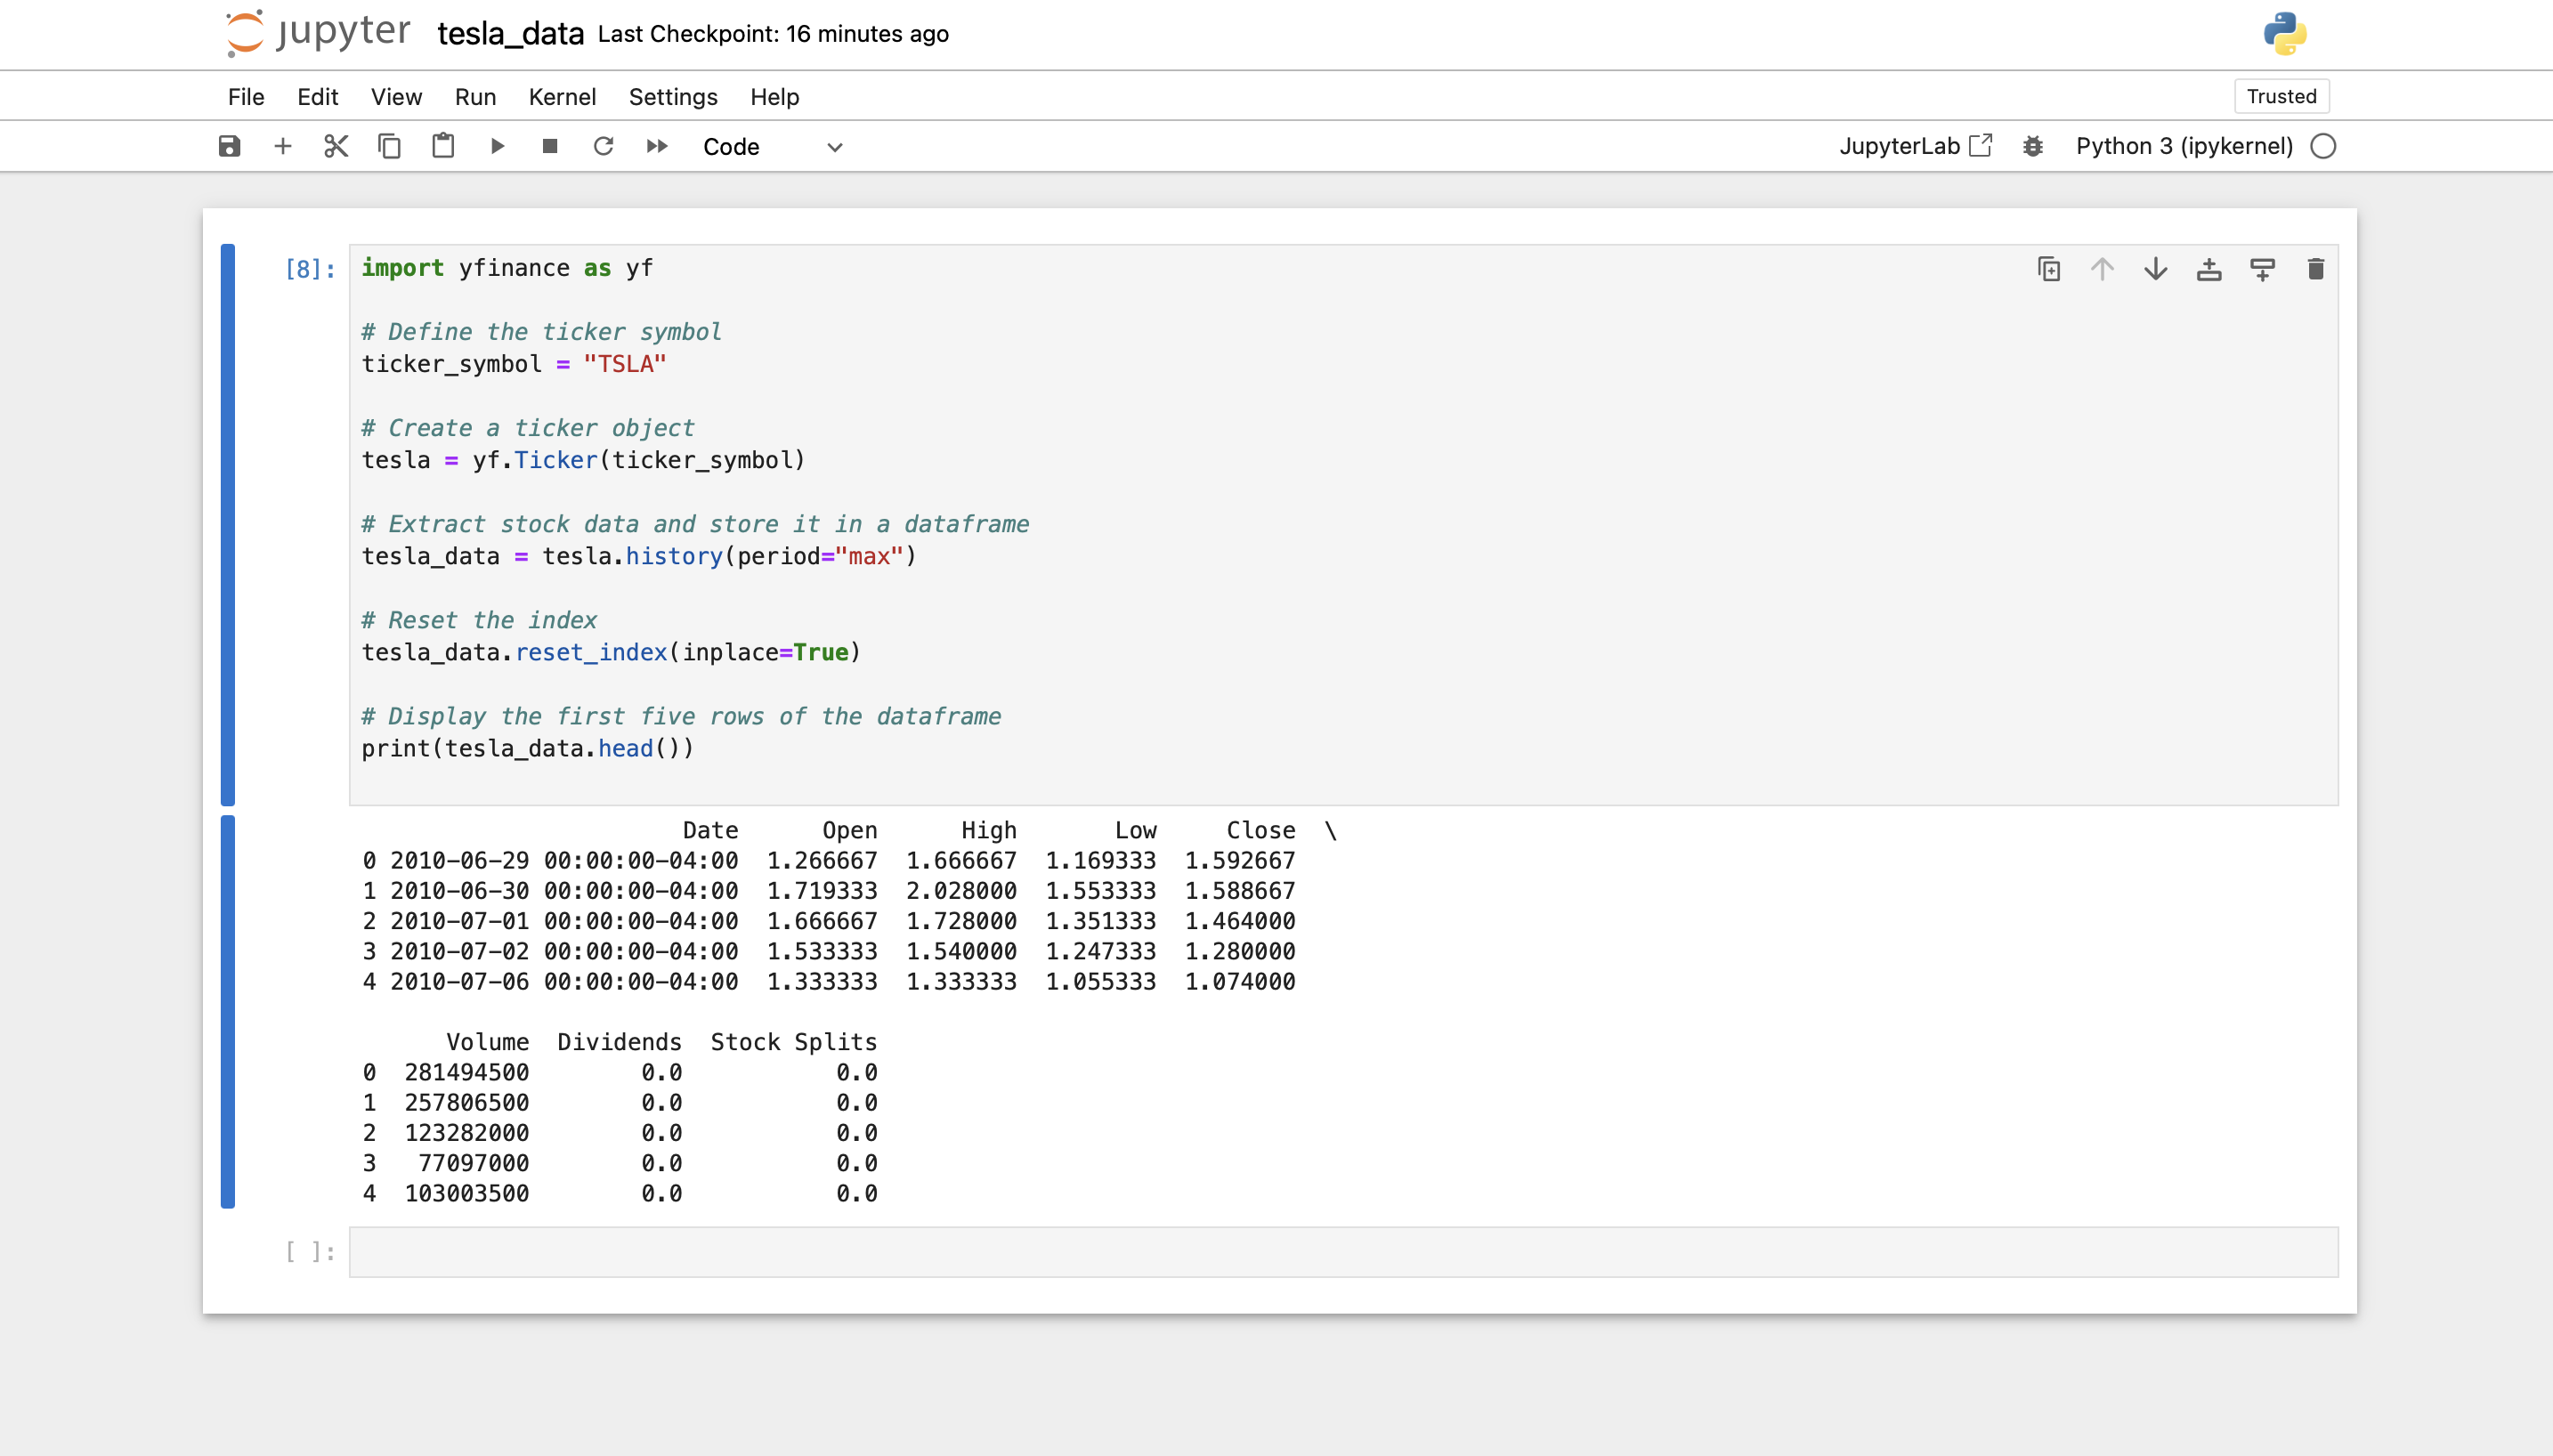 jupyter tesla_data Last Checkpoint: 16 minutes ago
File Edit View Run Kernel Settings Help Trusted
Code JupyterLab Python 3 (ipykernel)
[8]: import yfinance as yf
# Define the ticker symbol
ticker_symbol = "TSLA"
# Create a ticker object
tesla = yf.Ticker(ticker_symbol)
# Extract stock data and store it in a dataframe
tesla_data = tesla.history(period="max")
# Reset the index
tesla_data.reset_index(inplace=True)
# Display the first five rows of the dataframe
print(tesla_data.head())
Date Open High Low Close \
0 2010-06-29 00:00:00-04:00 1.266667 1.666667 1.169333 1.592667
1 2010-06-30 00:00:00-04:00 1.719333 2.028000 1.553333 1.588667
2 2010-07-01 00:00:00-04:00 1.666667 1.728000 1.351333 1.464000
3 2010-07-02 00:00:00-04:00 1.533333 1.540000 1.247333 1.280000
4 2010-07-06 00:00:00-04:00 1.333333 1.333333 1.055333 1.074000
Volume Dividends Stock Splits
0 281494500 0.0 0.0
1 257806500 0.0 0.0
2 123282000 0.0 0.0
3 77097000 0.0 0.0
4 103003500 0.0 0.0
[ ]: